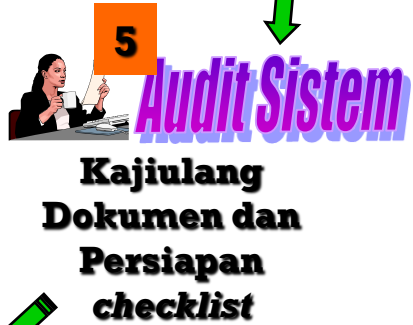 5
Audit Sistem
Kajiulang
Dokumen dan
Persiapan
checklist